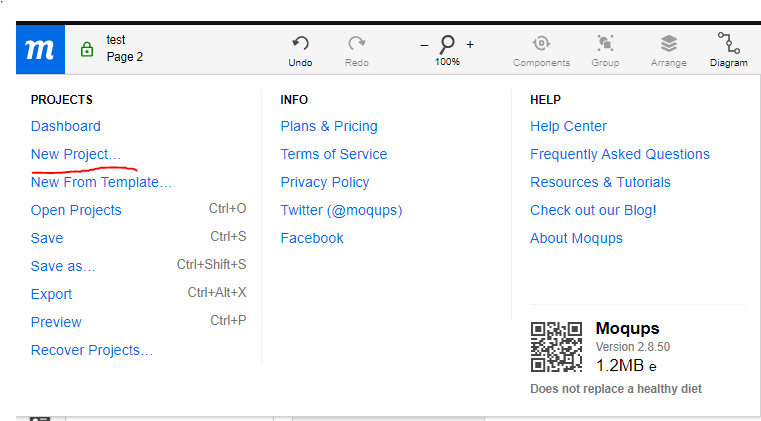 m
test
Page 2
Undo
Redo
– +
100%
Components
Group
Arrange
Diagram
PROJECTS
Dashboard
New Project...
New From Template...
Open Projects Ctrl+O
Save Ctrl+S
Save as... Ctrl+Shift+S
Export Ctrl+Alt+X
Preview Ctrl+P
Recover Projects...
INFO
Plans & Pricing
Terms of Service
Privacy Policy
Twitter (@moqups)
Facebook
HELP
Help Center
Frequently Asked Questions
Resources & Tutorials
Check out our Blog!
About Moqups
Moqups
Version 2.8.50
1.2MB e
Does not replace a healthy diet